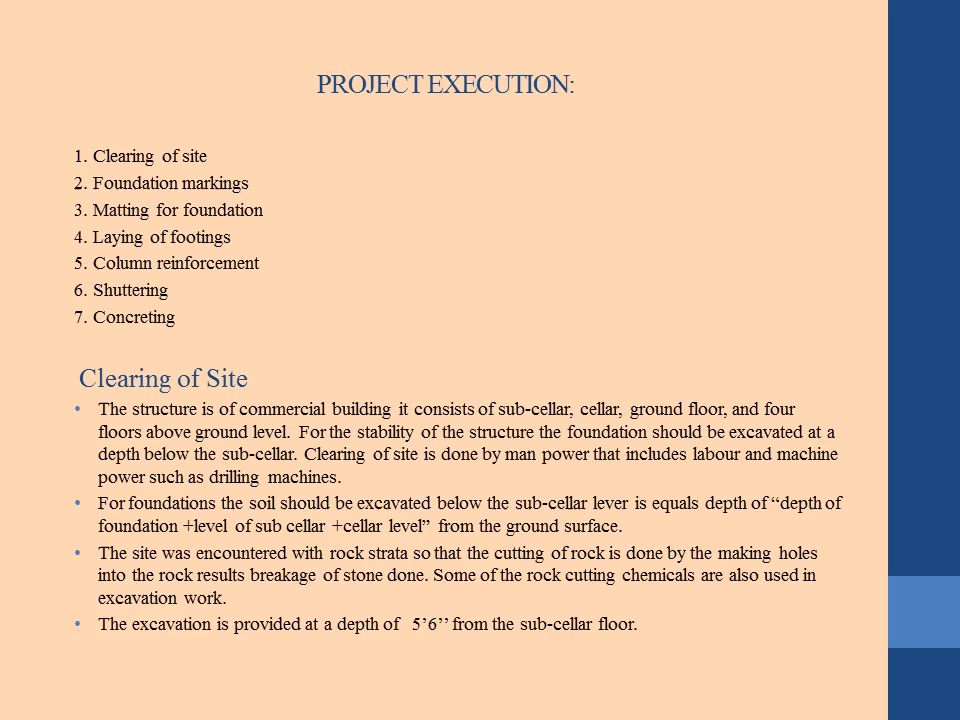 PROJECT EXECUTION:
1. Clearing of site
2. Foundation markings
3. Matting for foundation
4. Laying of footings
5. Column reinforcement
6. Shuttering
7. Concreting
Clearing of Site
• The structure is of commercial building it consists of sub-cellar, cellar, ground floor, and four
floors above ground level. For the stability of the structure the foundation should be excavated at a
depth below the sub-cellar. Clearing of site is done by man power that includes labour and machine
power such as drilling machines.
• For foundations the soil should be excavated below the sub-cellar lever is equals depth of “depth of
foundation +level of sub cellar +cellar level” from the ground surface.
• The site was encountered with rock strata so that the cutting of rock is done by the making holes
into the rock results breakage of stone done. Some of the rock cutting chemicals are also used in
excavation work.
• The excavation is provided at a depth of 5’6’’ from the sub-cellar floor.